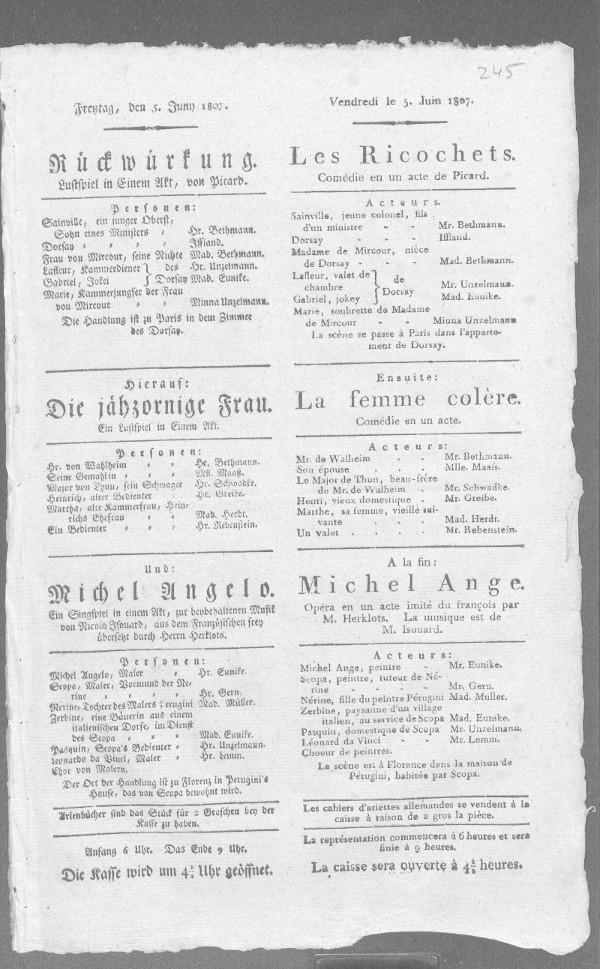 245
Freytag, den 5. Juny 1807.
Rückwürkung.
Lustspiel in Einem Akt, von Picard.
Personen:
Sainville, ein junger Oberst,
Sohn eines Ministers Hr. Bethmann.
Dorsay Iffland.
Frau von Mircour, seine Nichte Mad. Bethmann.
Lafleur, Kammerdiener } des Hr. Unzelmann.
Gabriel, Jokei } Dorsay Mad. Eunike.
Marie, Kammerjungfer der Frau
von Mircour Minna Unzelmann.
Die Handlung ist zu Paris in dem Zimmer
des Dorsay.
Hierauf:
Die jähzornige Frau.
Ein Lustspiel in Einem Akt.
Personen:
Hr. von Wahlheim Hr. Bethmann.
Seine Gemahlin Mll. Maaß.
Major von Thun, sein Schwager Hr. Schwadke.
Heinrich, alter Bedienter Hr. Greibe.
Martha, alte Kammerfrau, Hein-
richs Ehefrau Mad. Herdt.
Ein Bedienter Hr. Rebenstein.
Und:
Michel Angelo.
Ein Singspiel in einem Akt, zur beybehaltenen Musik
von Nicolo Isouard, aus dem Französischen frey
übersetzt durch Herrn Herklots.
Personen:
Michel Angelo, Maler Hr. Eunike.
Scopa, Maler, Vormund der Ne-
rine Hr. Gern.
Nerine, Tochter des Malers Perugini Mad. Müller.
Zerbine, eine Bäuerin aus einem
italienischen Dorfe, im Dienst
des Scopa Mad. Eunike.
Pasquin, Scopa's Bedienter Hr. Unzelmann.
Leonardo da Vinci, Maler Hr. Lemm.
Chor von Malern.
Der Ort der Handlung ist zu Florenz in Perugini's
Hause, das von Scopa bewohnt wird.
Arienbücher sind das Stück für 2 Groschen bey der
Kasse zu haben.
Anfang 6 Uhr. Das Ende 9 Uhr.
Die Kasse wird um 4½ Uhr geöffnet.
Vendredi le 5. Juin 1807.
Les Ricochets.
Comédie en un acte de Picard.
Acteurs.
Sainville, jeune colonel, fils
d'un ministre - - Mr. Bethmann.
Dorsay - - - Iffland.
Madame de Mircour, nièce
de Dorsay - - Mad. Bethmann.
Lafleur, valet de
chambre } de Mr. Unzelmann.
Gabriel, jokey } Dorsay Mad. Eunike.
Marie, soubrette de Madame
de Mircour - - Minna Unzelmann
La scène se passe à Paris dans l'apparte-
ment de Dorsay.
Ensuite:
La femme colère.
Comédie en un acte.
Acteurs:
Mr. de Walheim - - Mr. Bethmann.
Son épouse . . . Mlle. Maaſs.
Le Major de Thun, beau-frère
de Mr. de Walheim - Mr. Schwadke.
Henri, vieux domestique - Mr. Greibe.
Marthe, sa femme, vieille sui-
vante . . . Mad. Herdt.
Un valet . . . Mr. Rebenstein.
A la fin:
Michel Ange.
Opéra en un acte imité du françois par
M. Herklots. La musique est de
M. Isouard.
Acteurs:
Michel Ange, peintre - Mr. Eunike.
Scopa, peintre, tuteur de Né-
rine - - - Mr. Gern.
Nérine, fille du peintre Pérugini Mad. Muller.
Zerbine, paysanne d'un village
italien, au service de Scopa Mad. Eunike.
Pasquin, domestique de Scopa Mr. Unzelmann.
Léonard da Vinci - - Mr. Lemm.
Choeur de peintres.
La scène est à Florence dans la maison de
Pérugini, habitée par Scopa.
Les cahiers d'ariettes allemandes se vendent à la
caisse à raison de 2 gros la pièce.
La représentation commencera à 6 heures et sera
finie à 9 heures.
La caisse sera ouverte à 4½ heures.